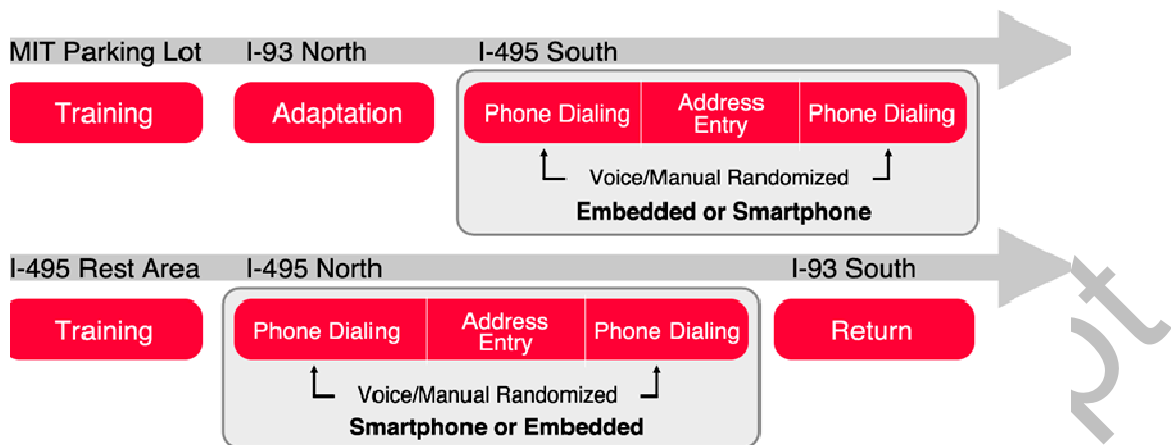 MIT Parking Lot I-93 North I-495 South
Training Adaptation Phone Dialing Address Entry Phone Dialing
Voice/Manual Randomized
Embedded or Smartphone
I-495 Rest Area I-495 North I-93 South
Training Phone Dialing Address Entry Phone Dialing Return
Voice/Manual Randomized
Smartphone or Embedded